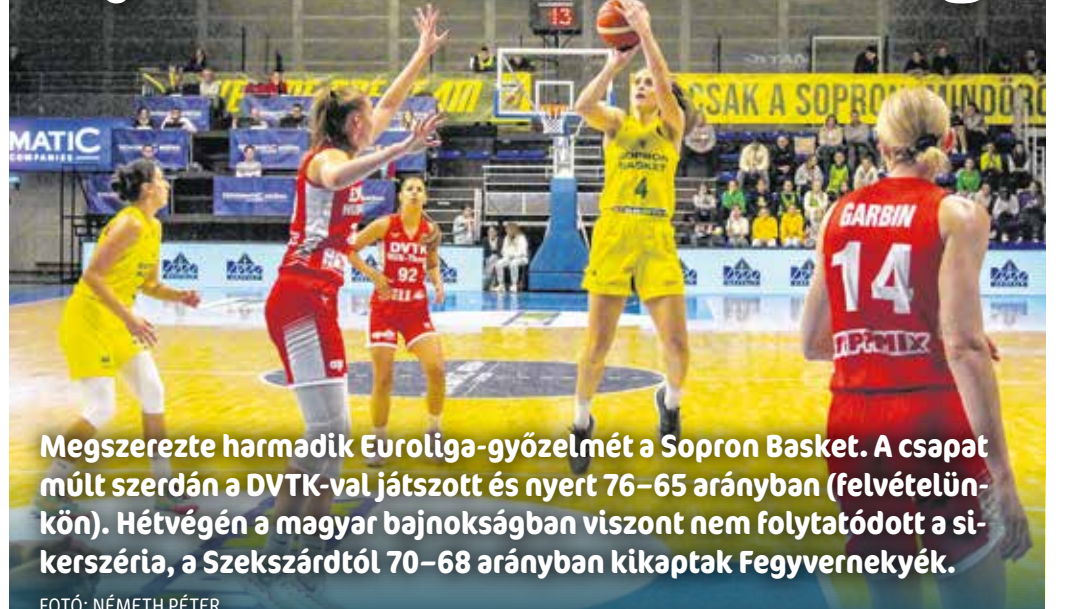 13
CSAK A SOPRON MINDÖRÖ
MATIC
COMPANIES
SOPRON
BASKET
4
DVTK
92
GARBIN
14
Megszerezte harmadik Euroliga-győzelmét a Sopron Basket. A csapat
múlt szerdán a DVTK-val játszott és nyert 76–65 arányban (felvételün-
kön). Hétvégén a magyar bajnokságban viszont nem folytatódott a si-
kerszéria, a Szekszárdtól 70–68 arányban kikaptak Fegyvernekyék.
FOTÓ: NÉMETH PÉTER